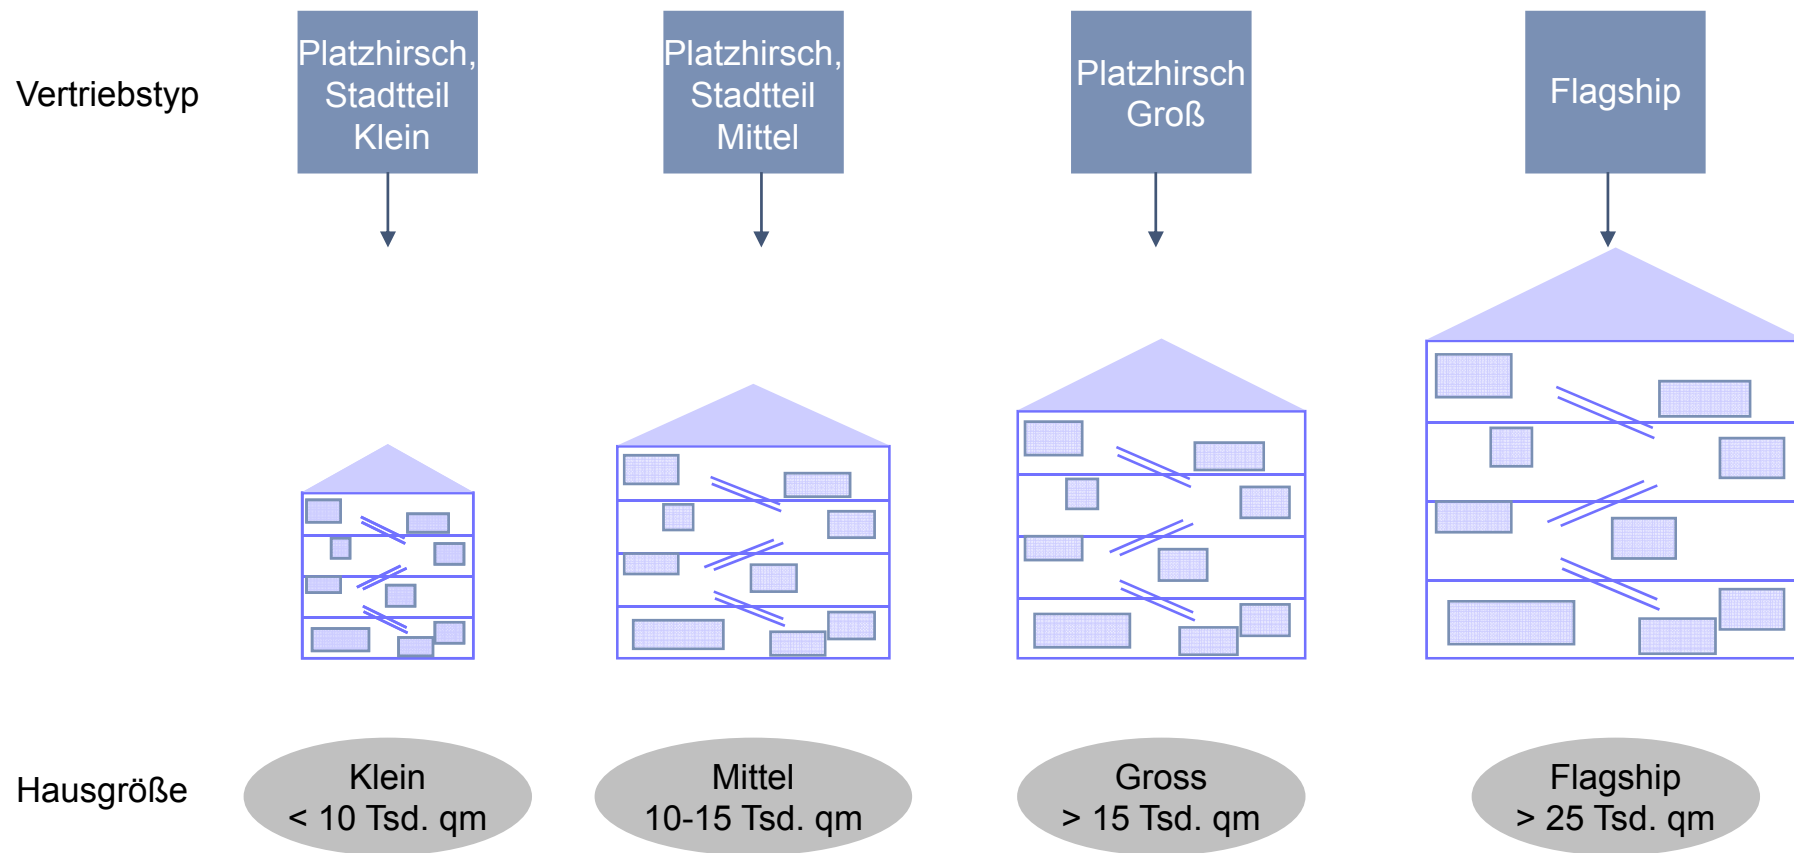 Vertriebstyp
Platzhirsch,
Stadtteil
Klein
Platzhirsch,
Stadtteil
Mittel
Platzhirsch
Groß
Flagship
Hausgröße
Klein
< 10 Tsd. qm
Mittel
10-15 Tsd. qm
Gross
> 15 Tsd. qm
Flagship
> 25 Tsd. qm